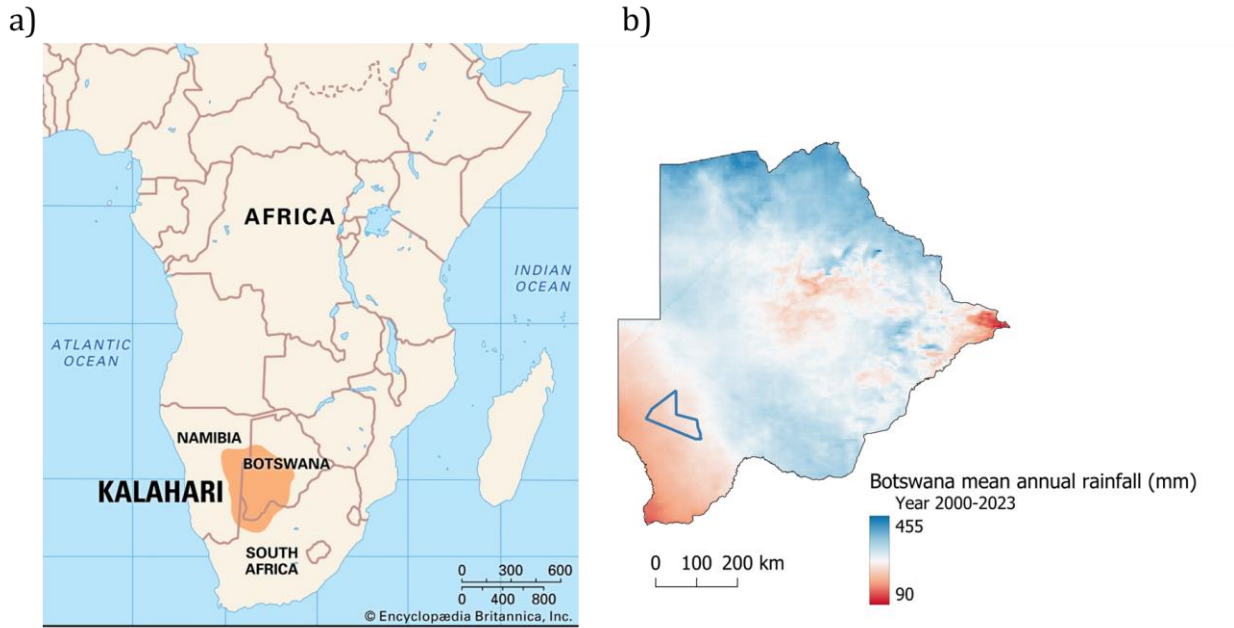 a)
b)
AFRICA
INDIAN
OCEAN
ATLANTIC
OCEAN
NAMIBIA
BOTSWANA
KALAHARI
SOUTH
AFRICA
0 300 600
0 400 800
© Encyclopædia Britannica, Inc.
Botswana mean annual rainfall (mm)
Year 2000-2023
455
90
0 100 200 km